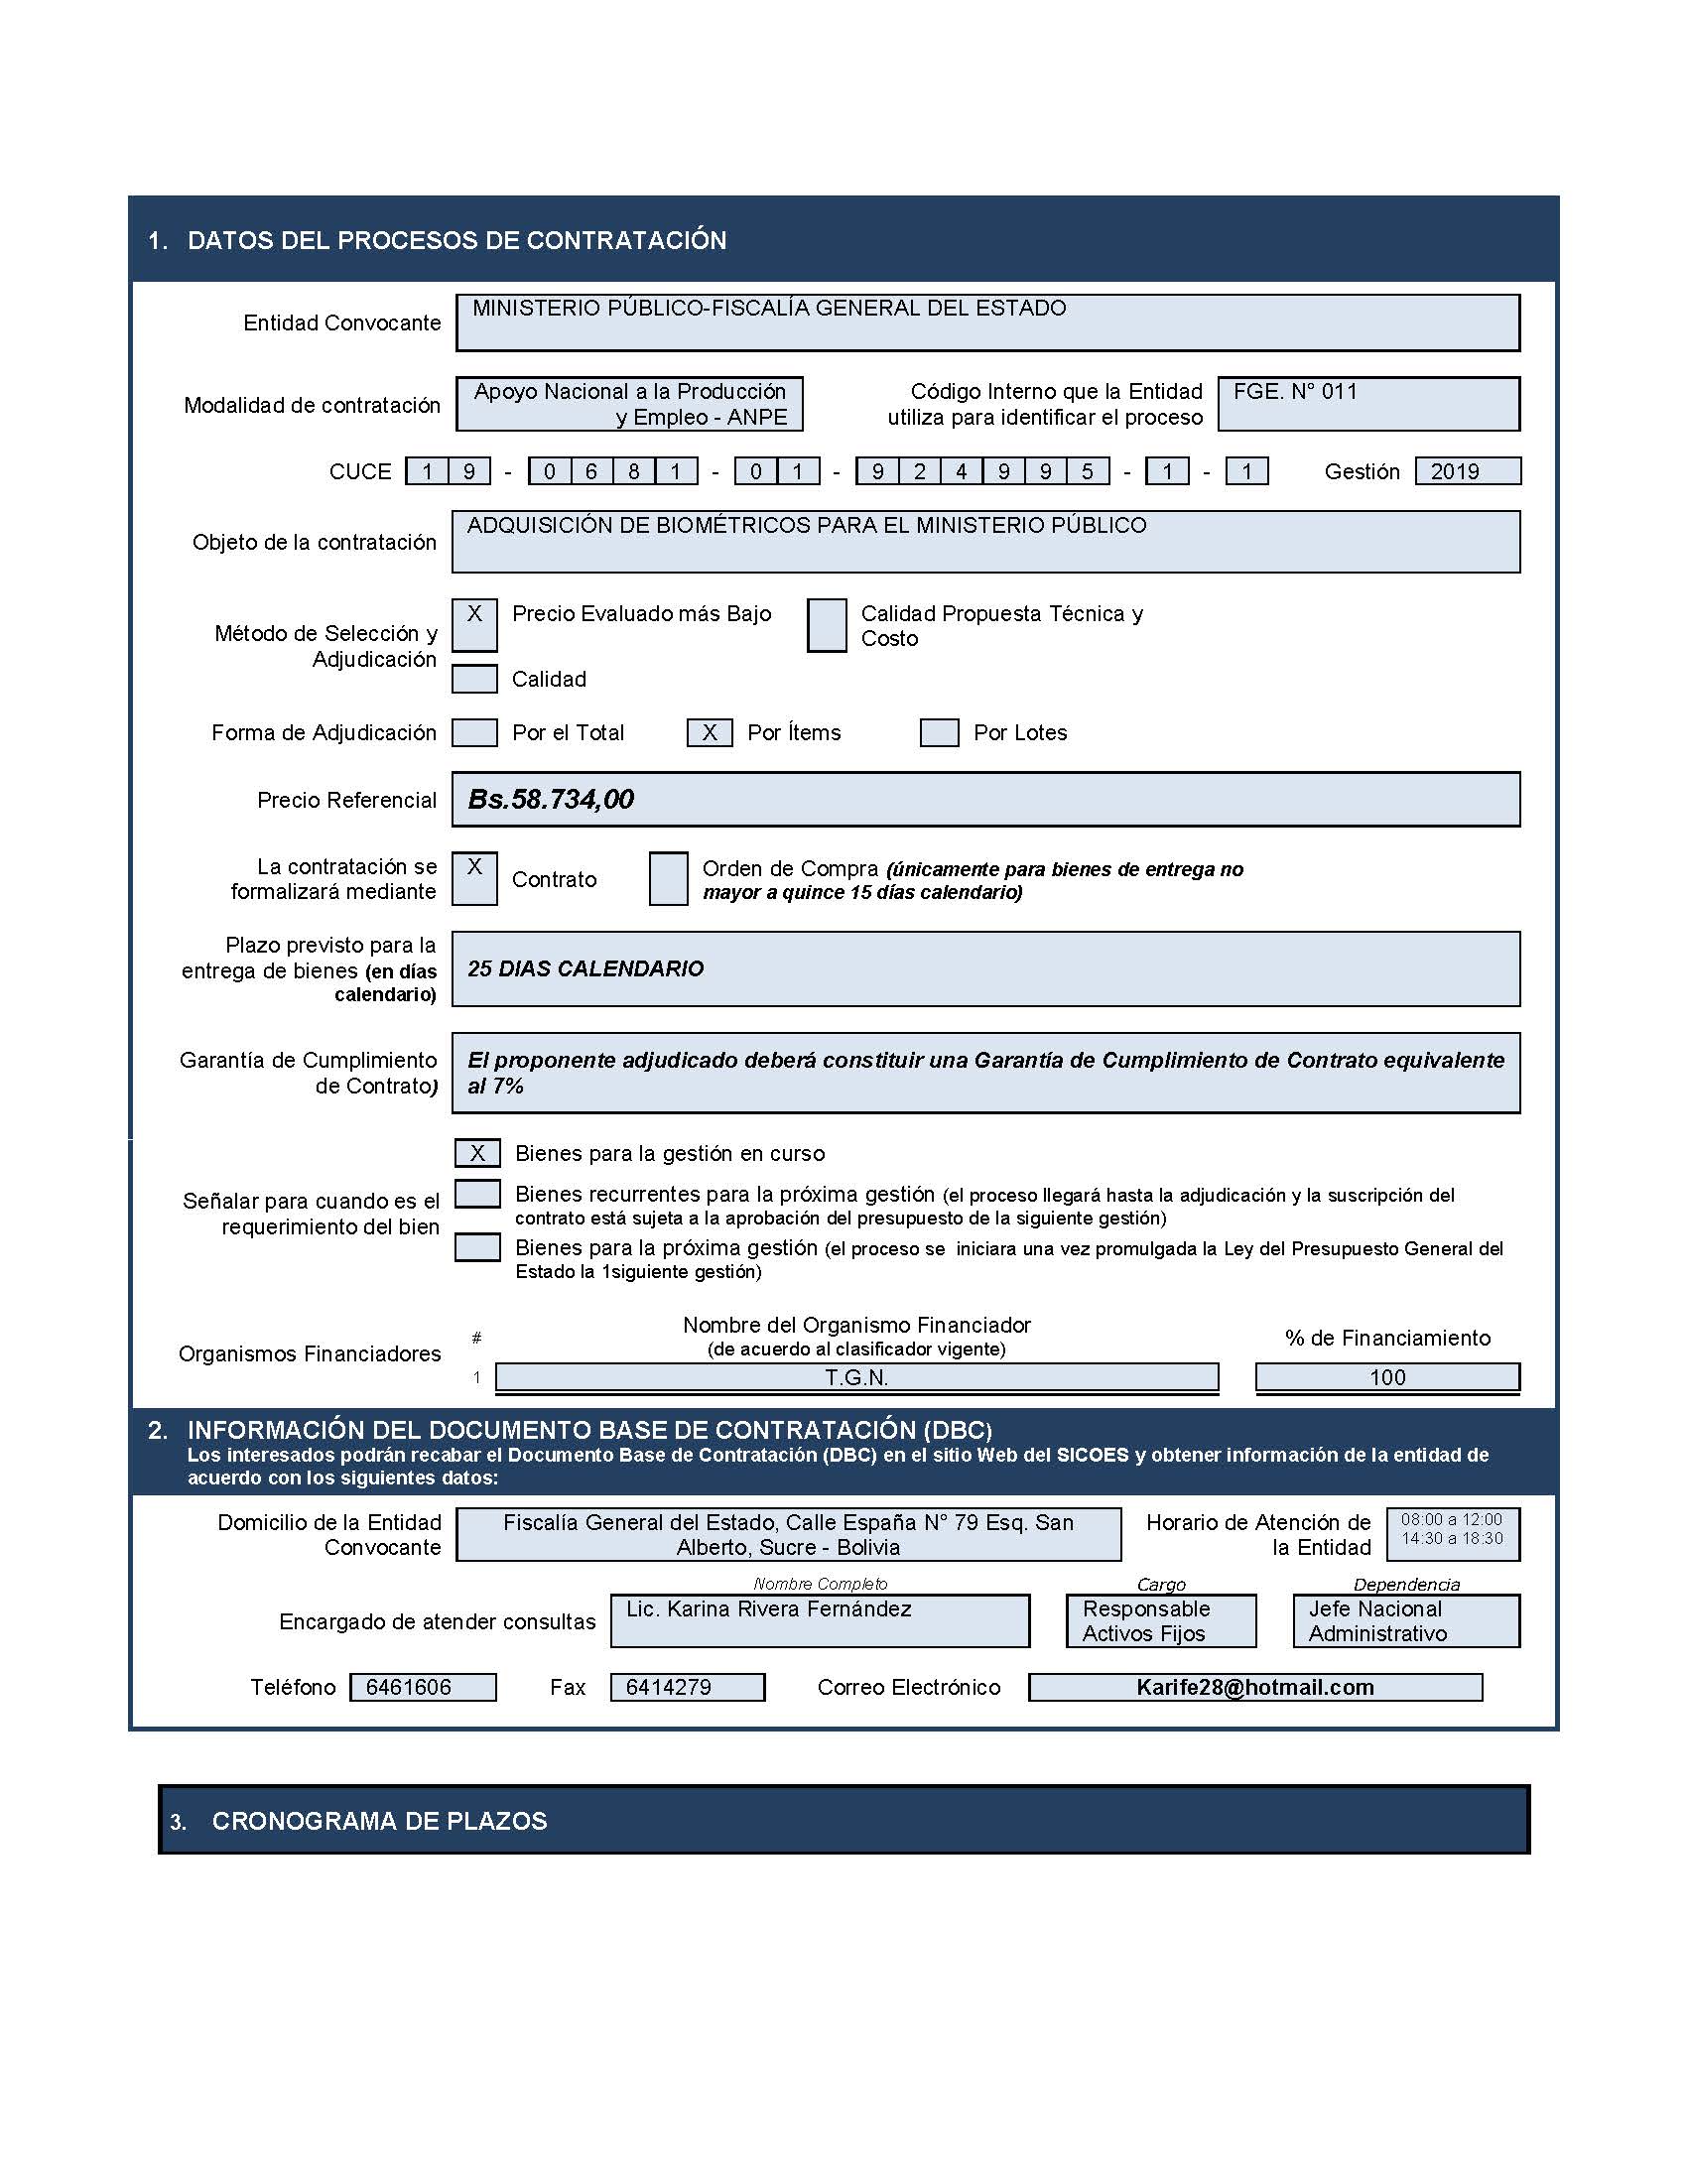 1. DATOS DEL PROCESOS DE CONTRATACIÓN
Entidad Convocante
MINISTERIO PÚBLICO-FISCALÍA GENERAL DEL ESTADO
Modalidad de contratación
Apoyo Nacional a la Producción
y Empleo - ANPE
Código Interno que la Entidad
utiliza para identificar el proceso
FGE. N° 011
CUCE 1 9 - 0 6 8 1 - 0 1 - 9 2 4 9 9 5 - 1 - 1 Gestión 2019
Objeto de la contratación
ADQUISICIÓN DE BIOMÉTRICOS PARA EL MINISTERIO PÚBLICO
Método de Selección y
Adjudicación
X Precio Evaluado más Bajo
Calidad Propuesta Técnica y
Costo
Calidad
Forma de Adjudicación Por el Total X Por Ítems Por Lotes
Precio Referencial Bs.58.734,00
La contratación se
formalizará mediante
X Contrato
Orden de Compra (únicamente para bienes de entrega no
mayor a quince 15 días calendario)
Plazo previsto para la
entrega de bienes (en días
calendario)
25 DIAS CALENDARIO
Garantía de Cumplimiento
de Contrato)
El proponente adjudicado deberá constituir una Garantía de Cumplimiento de Contrato equivalente
al 7%
Señalar para cuando es el
requerimiento del bien
X Bienes para la gestión en curso
Bienes recurrentes para la próxima gestión (el proceso llegará hasta la adjudicación y la suscripción del
contrato está sujeta a la aprobación del presupuesto de la siguiente gestión)
Bienes para la próxima gestión (el proceso se iniciara una vez promulgada la Ley del Presupuesto General del
Estado la 1siguiente gestión)
Organismos Financiadores
#
Nombre del Organismo Financiador
(de acuerdo al clasificador vigente)
% de Financiamiento
1 T.G.N. 100
2. INFORMACIÓN DEL DOCUMENTO BASE DE CONTRATACIÓN (DBC)
Los interesados podrán recabar el Documento Base de Contratación (DBC) en el sitio Web del SICOES y obtener información de la entidad de
acuerdo con los siguientes datos:
Domicilio de la Entidad
Convocante
Fiscalía General del Estado, Calle España N° 79 Esq. San
Alberto, Sucre - Bolivia
Horario de Atención de
la Entidad
08:00 a 12:00
14:30 a 18:30
Nombre Completo Cargo Dependencia
Encargado de atender consultas
Lic. Karina Rivera Fernández
Responsable
Activos Fijos
Jefe Nacional
Administrativo
Teléfono 6461606 Fax 6414279 Correo Electrónico Karife28@hotmail.com
3. CRONOGRAMA DE PLAZOS